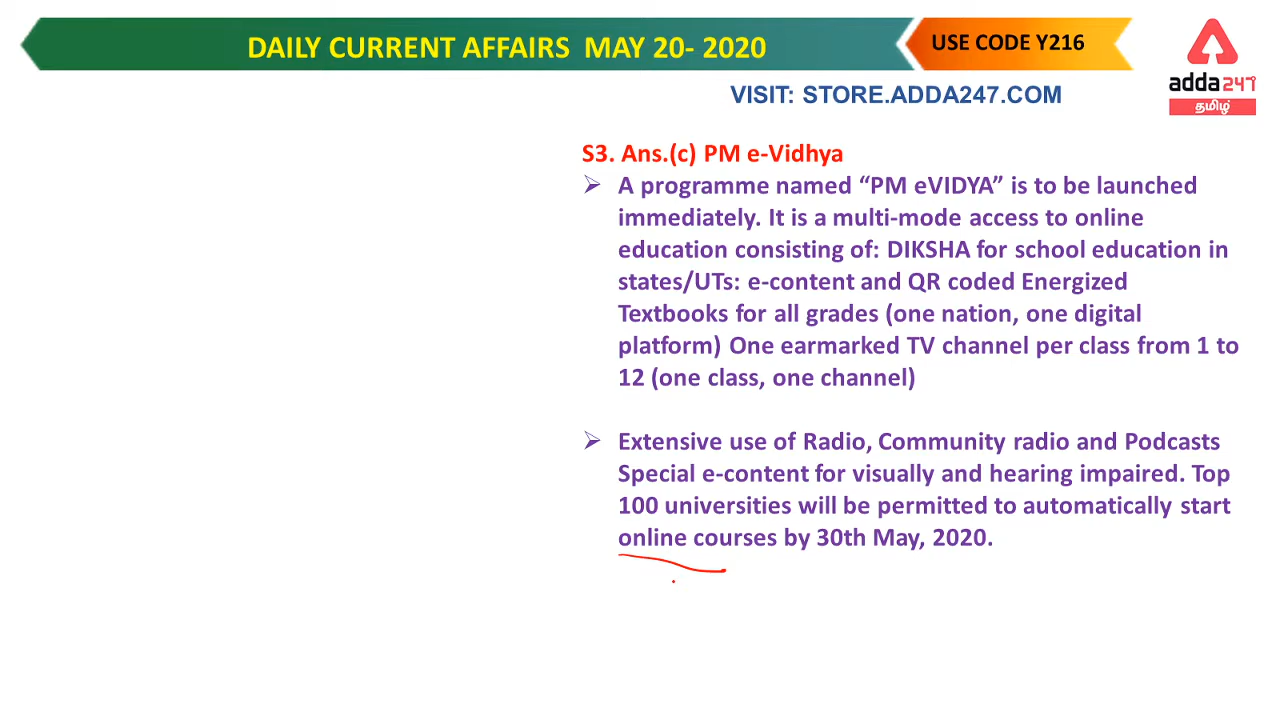 DAILY CURRENT AFFAIRS MAY 20- 2020
USE CODE Y216
adda247
தமிழ்
VISIT: STORE.ADDA247.COM
S3. Ans.(c) PM e-Vidhya
A programme named “PM eVIDYA” is to be launched
immediately. It is a multi-mode access to online
education consisting of: DIKSHA for school education in
states/UTs: e-content and QR coded Energized
Textbooks for all grades (one nation, one digital
platform) One earmarked TV channel per class from 1 to
12 (one class, one channel)
Extensive use of Radio, Community radio and Podcasts
Special e-content for visually and hearing impaired. Top
100 universities will be permitted to automatically start
online courses by 30th May, 2020.